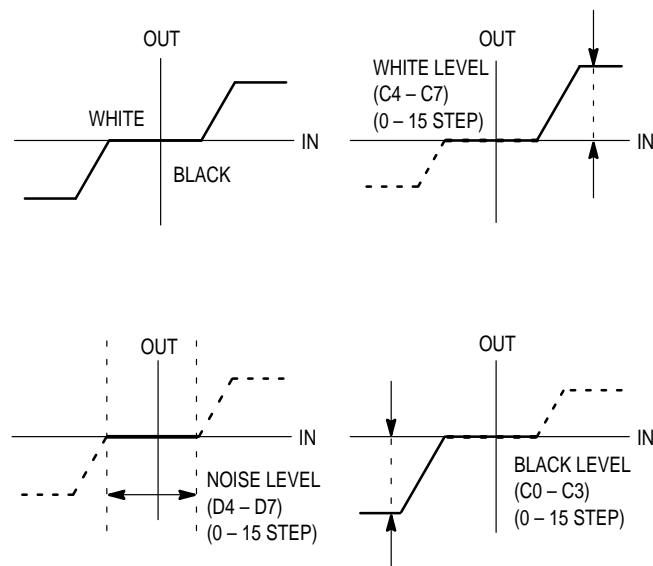 OUT
WHITE
IN
BLACK
OUT
WHITE LEVEL
(C4 – C7)
(0 – 15 STEP)
IN
OUT
IN
NOISE LEVEL
(D4 – D7)
(0 – 15 STEP)
OUT
IN
BLACK LEVEL
(C0 – C3)
(0 – 15 STEP)